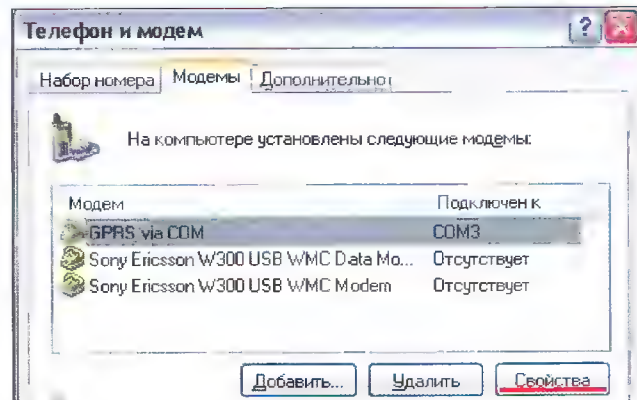 Телефон и модем
Набор номера Модемы Дополнительно
На компьютере установлены следующие модемы:
Модем Подключен к
GPRS via COM COM3
Sony Ericsson W300 USB WMC Data Mo... Отсутствует
Sony Ericsson W300 USB WMC Modem Отсутствует
Добавить... Удалить Свойства